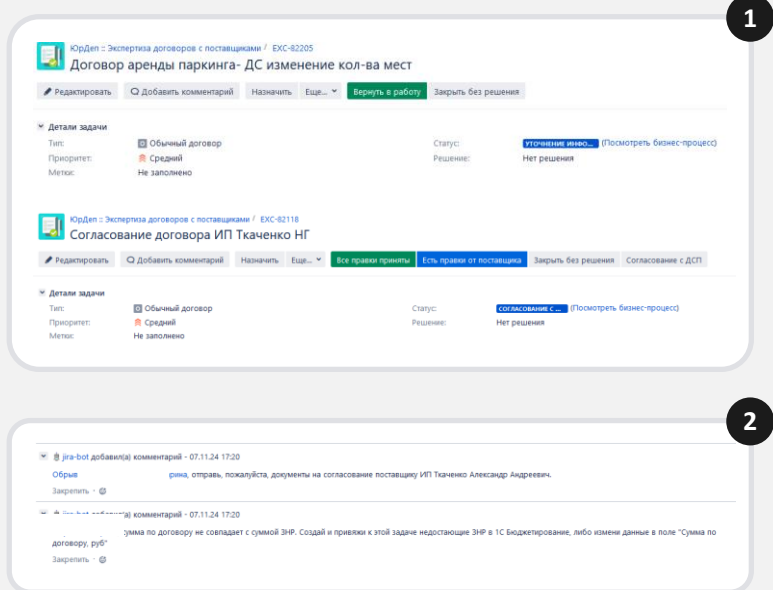 1
ЮрДеп :: Экспертиза договоров с поставщиками / EXC-82205
Договор аренды паркинга- ДС изменение кол-ва мест
Редактировать Добавить комментарий Назначить Еще... Вернуть в работу Закрыть без решения
Детали задачи
Тип: Обычный договор Статус: УТОЧНЕНИЕ ИНФО... (Посмотреть бизнес-процесс)
Приоритет: Средний Решение: Нет решения
Метки: Не заполнено
ЮрДеп :: Экспертиза договоров с поставщиками / EXC-82118
Согласование договора ИП Ткаченко НГ
Редактировать Добавить комментарий Назначить Еще... Все правки приняты Есть правки от поставщика Закрыть без решения Согласование с ДСП
Детали задачи
Тип: Обычный договор Статус: СОГЛАСОВАНИЕ С ... (Посмотреть бизнес-процесс)
Приоритет: Средний Решение: Нет решения
Метки: Не заполнено
2
jira-bot добавил(а) комментарий - 07.11.24 17:20
Обрыв рина, отправь, пожалуйста, документы на согласование поставщику ИП Ткаченко Александр Андреевич.
Закрепить ·
комментарий - 07.11.24 17:20
сумма по договору не совпадает с суммой ЗНР. Создай и привяжи к этой задаче недостающие ЗНР в 1С Бюджетирование, либо измени данные в поле "Сумма по
договору, руб"
Закрепить ·